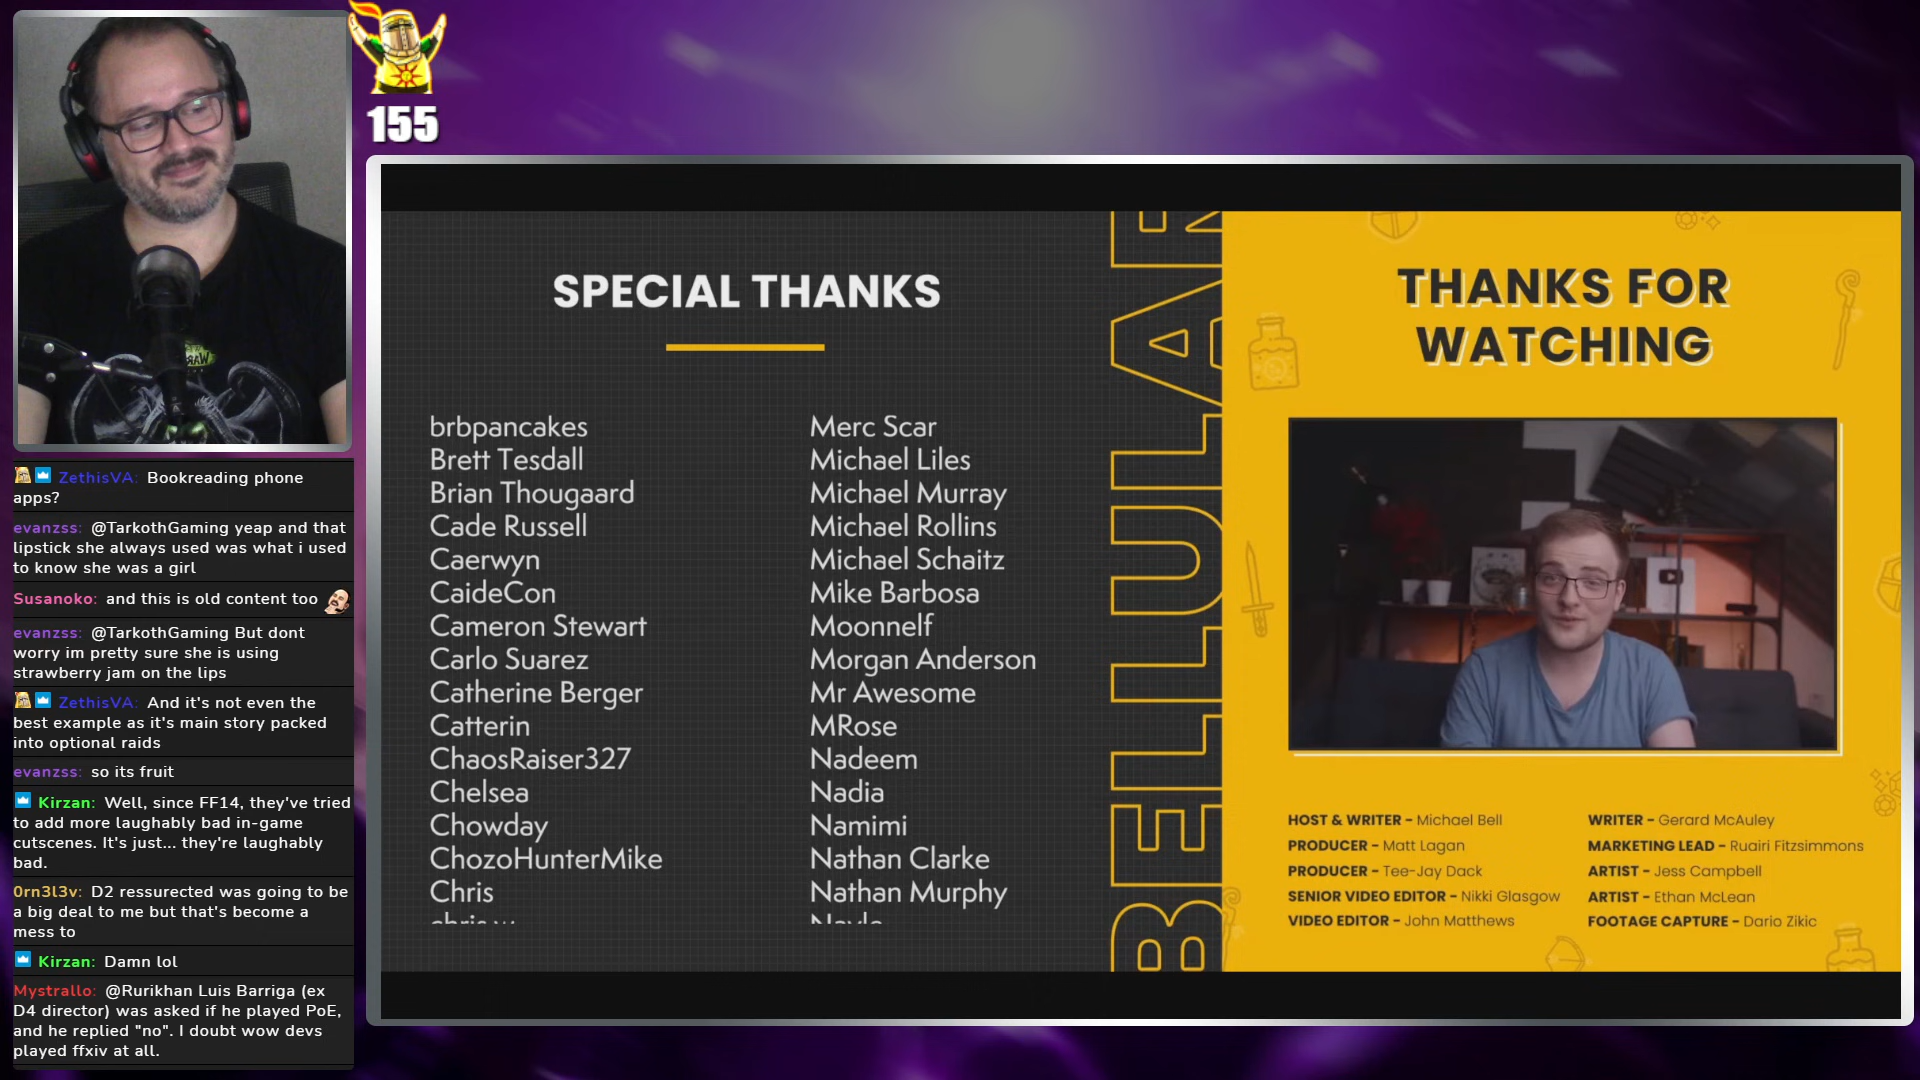 155
ZethisVA: Bookreading phone
apps?
evanzss: @TarkothGaming yeap and that
lipstick she always used was what i used
to know she was a girl
Susanoko: and this is old content too
evanzss: @TarkothGaming But dont
worry im pretty sure she is using
strawberry jam on the lips
ZethisVA: And it's not even the
best example as it's main story packed
into optional raids
evanzss: so its fruit
Kirzan: Well, since FF14, they've tried
to add more laughably bad in-game
cutscenes. It's just... they're laughably
bad.
0rn3l3v: D2 ressurected was going to be
a big deal to me but that's become a
mess to
Kirzan: Damn lol
Mystrallo: @Rurikhan Luis Barriga (ex
D4 director) was asked if he played PoE,
and he replied "no". I doubt wow devs
played ffxiv at all.
SPECIAL THANKS
brbpancakes
Brett Tesdall
Brian Thougaard
Cade Russell
Caerwyn
CaideCon
Cameron Stewart
Carlo Suarez
Catherine Berger
Catterin
ChaosRaiser327
Chelsea
Chowday
ChozoHunterMike
Chris
chris w
Merc Scar
Michael Liles
Michael Murray
Michael Rollins
Michael Schaitz
Mike Barbosa
Moonnelf
Morgan Anderson
Mr Awesome
MRose
Nadeem
Nadia
Namimi
Nathan Clarke
Nathan Murphy
BELLULAR
THANKS FOR
WATCHING
HOST & WRITER - Michael Bell
PRODUCER - Matt Lagan
PRODUCER - Tee-Jay Dack
SENIOR VIDEO EDITOR - Nikki Glasgow
VIDEO EDITOR - John Matthews
WRITER - Gerard McAuley
MARKETING LEAD - Ruairi Fitzsimmons
ARTIST - Jess Campbell
ARTIST - Ethan McLean
FOOTAGE CAPTURE - Dario Zikic